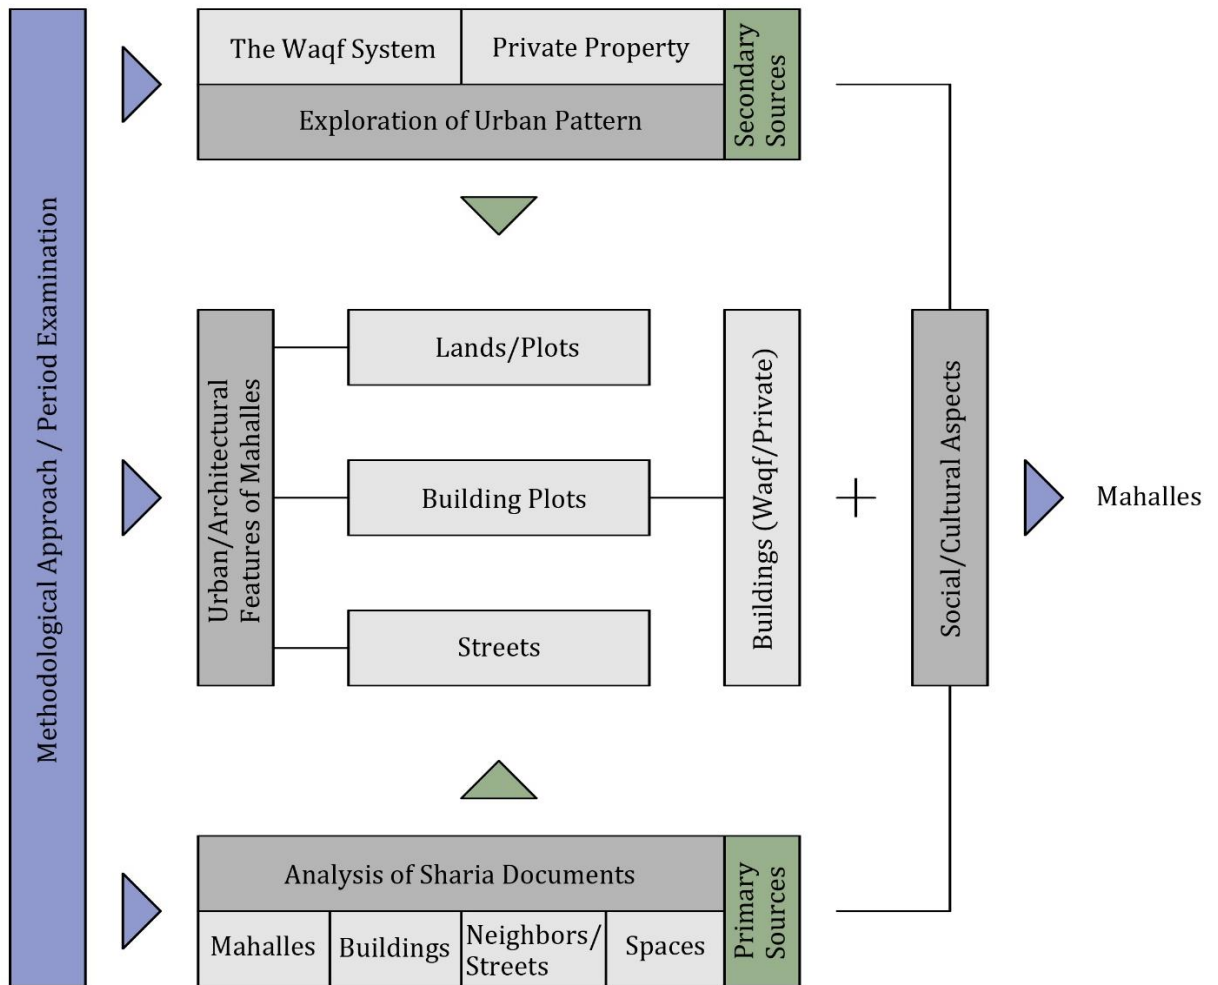 Methodological Approach / Period Examination
The Waqf System
Private Property
Exploration of Urban Pattern
Secondary
Sources
Urban/Architectural
Features of Mahalles
Lands/Plots
Building Plots
Streets
Buildings (Waqf/Private)
+
Social/Cultural Aspects
Mahalles
Analysis of Sharia Documents
Mahalles
Buildings
Neighbors/
Streets
Spaces
Primary
Sources